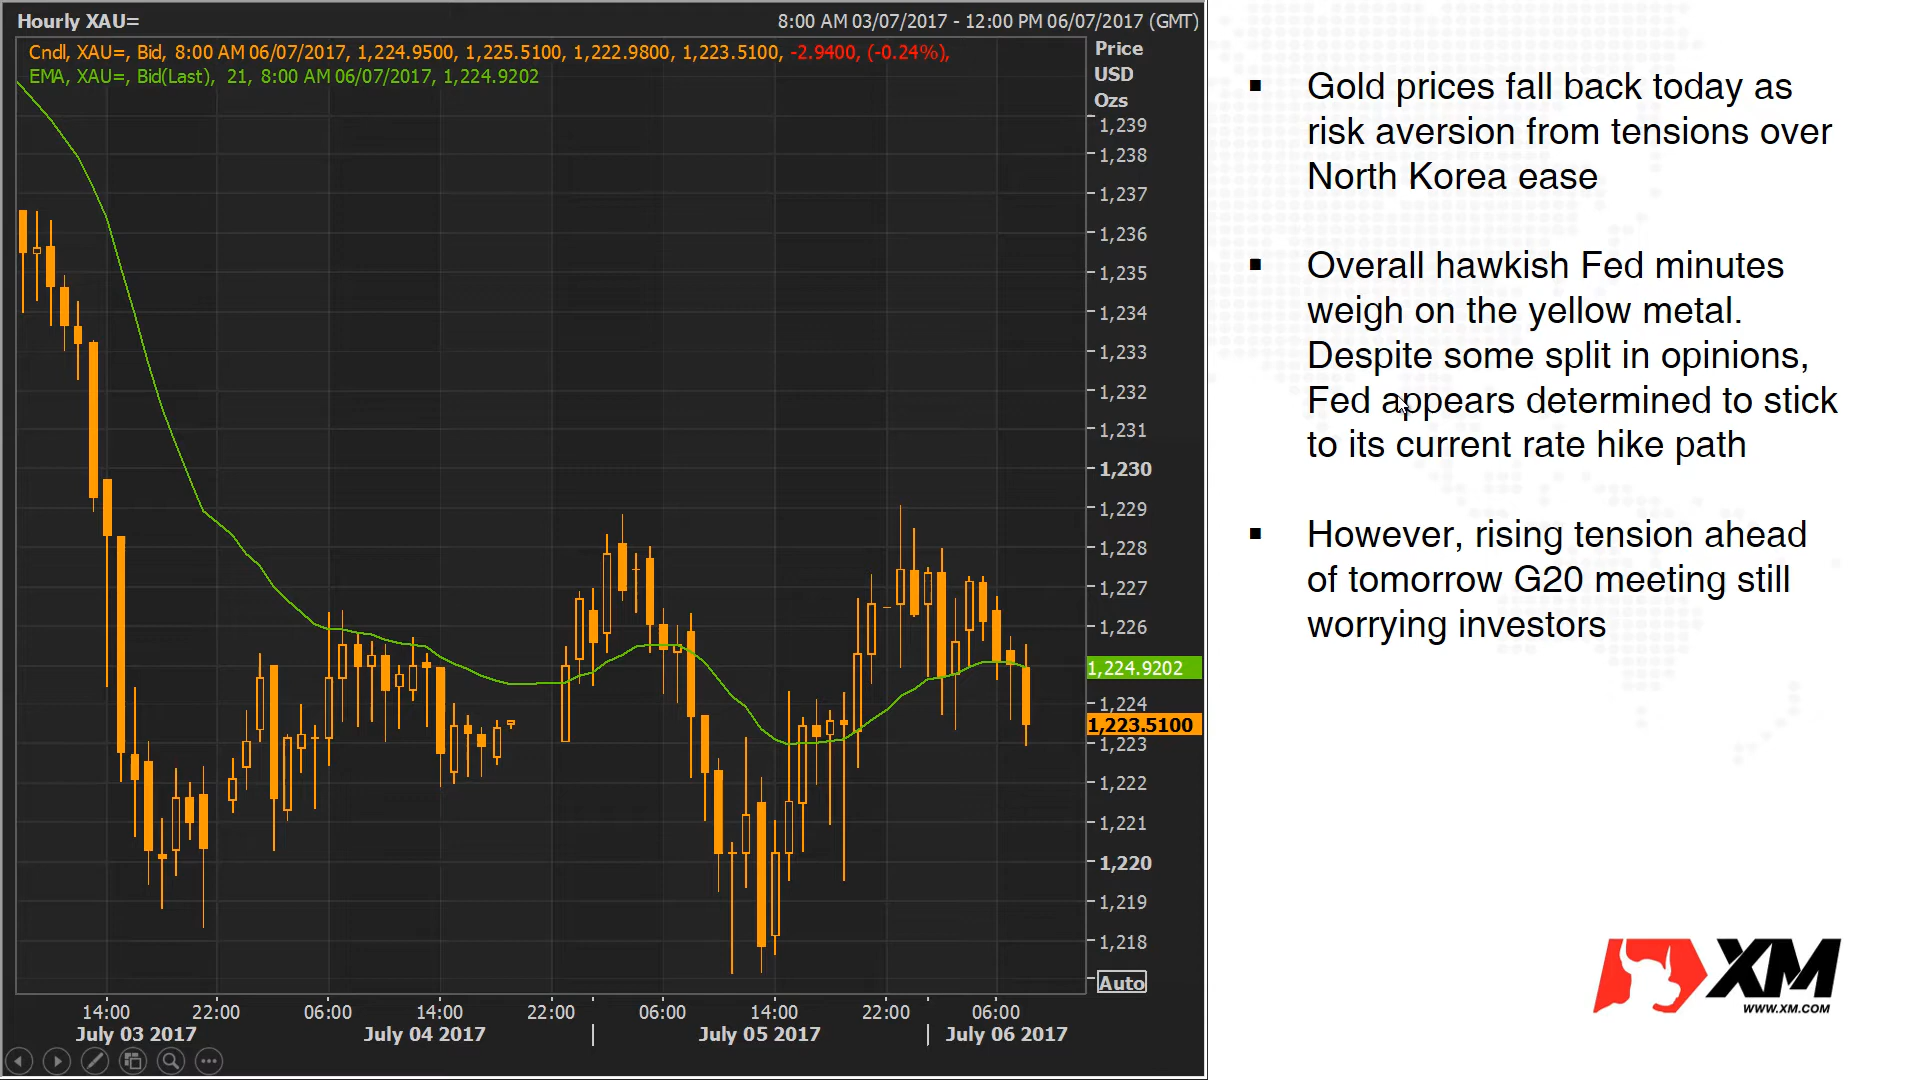 Hourly XAU=
8:00 AM 03/07/2017 - 12:00 PM 06/07/2017 (GMT)
Cndl, XAU=, Bid, 8:00 AM 06/07/2017, 1,224.9500, 1,225.5100, 1,222.9800, 1,223.5100, -2.9400, (-0.24%),
EMA, XAU=, Bid(Last), 21, 8:00 AM 06/07/2017, 1,224.9202
Price
USD
Ozs
1,239
1,238
1,237
1,236
1,235
1,234
1,233
1,232
1,231
1,230
1,229
1,228
1,227
1,226
1,224.9202
1,224
1,223.5100
1,223
1,222
1,221
1,220
1,219
1,218
Auto
14:00 22:00 06:00 14:00 22:00 06:00 14:00 22:00 06:00
July 03 2017 July 04 2017 July 05 2017 July 06 2017
▪ Gold prices fall back today as
risk aversion from tensions over
North Korea ease
▪ Overall hawkish Fed minutes
weigh on the yellow metal.
Despite some split in opinions,
Fed appears determined to stick
to its current rate hike path
▪ However, rising tension ahead
of tomorrow G20 meeting still
worrying investors
XM
WWW.XM.COM